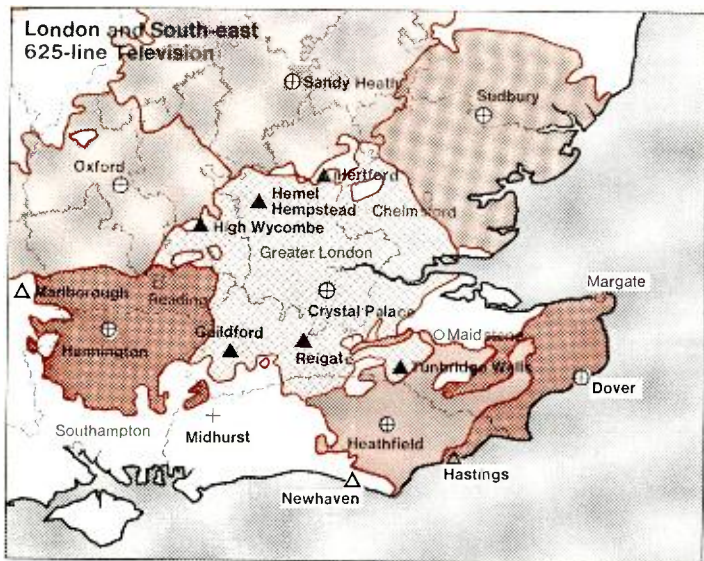 London and South-east
625-line Television
Sandy Heath
Sudbury
Oxford
Hertford
Hemel
Hempstead
Chelmsford
High Wycombe
Greater London
Marlborough
Reading
Margate
Crystal Palace
Hannington
Guildford
Reigate
Maidstone
Tunbridge Wells
Dover
Southampton
Midhurst
Heathfield
Hastings
Newhaven